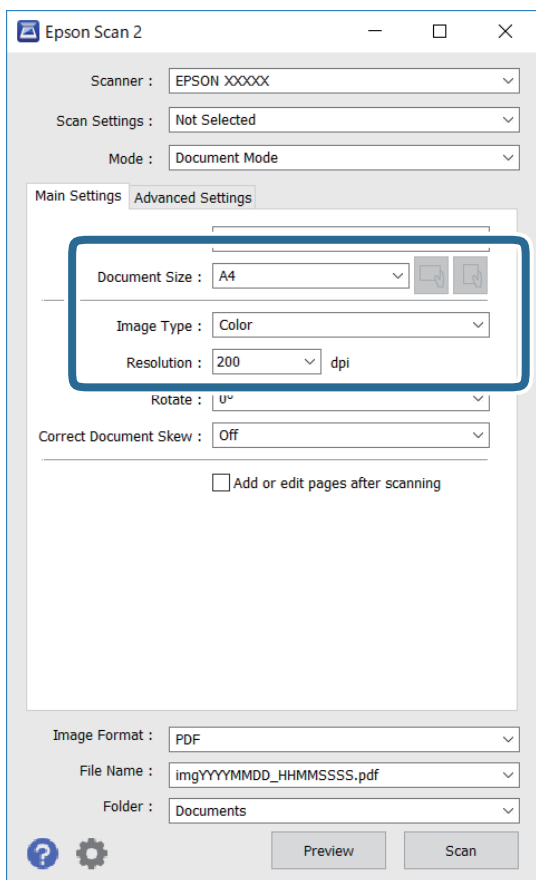 Epson Scan 2
Scanner : EPSON XXXXX
Scan Settings : Not Selected
Mode : Document Mode
Main Settings Advanced Settings
Document Size : A4
Image Type : Color
Resolution : 200 dpi
Rotate : 0°
Correct Document Skew : Off
Add or edit pages after scanning
Image Format : PDF
File Name : imgYYYYMMDD_HHMMSSSS.pdf
Folder : Documents
? Preview Scan